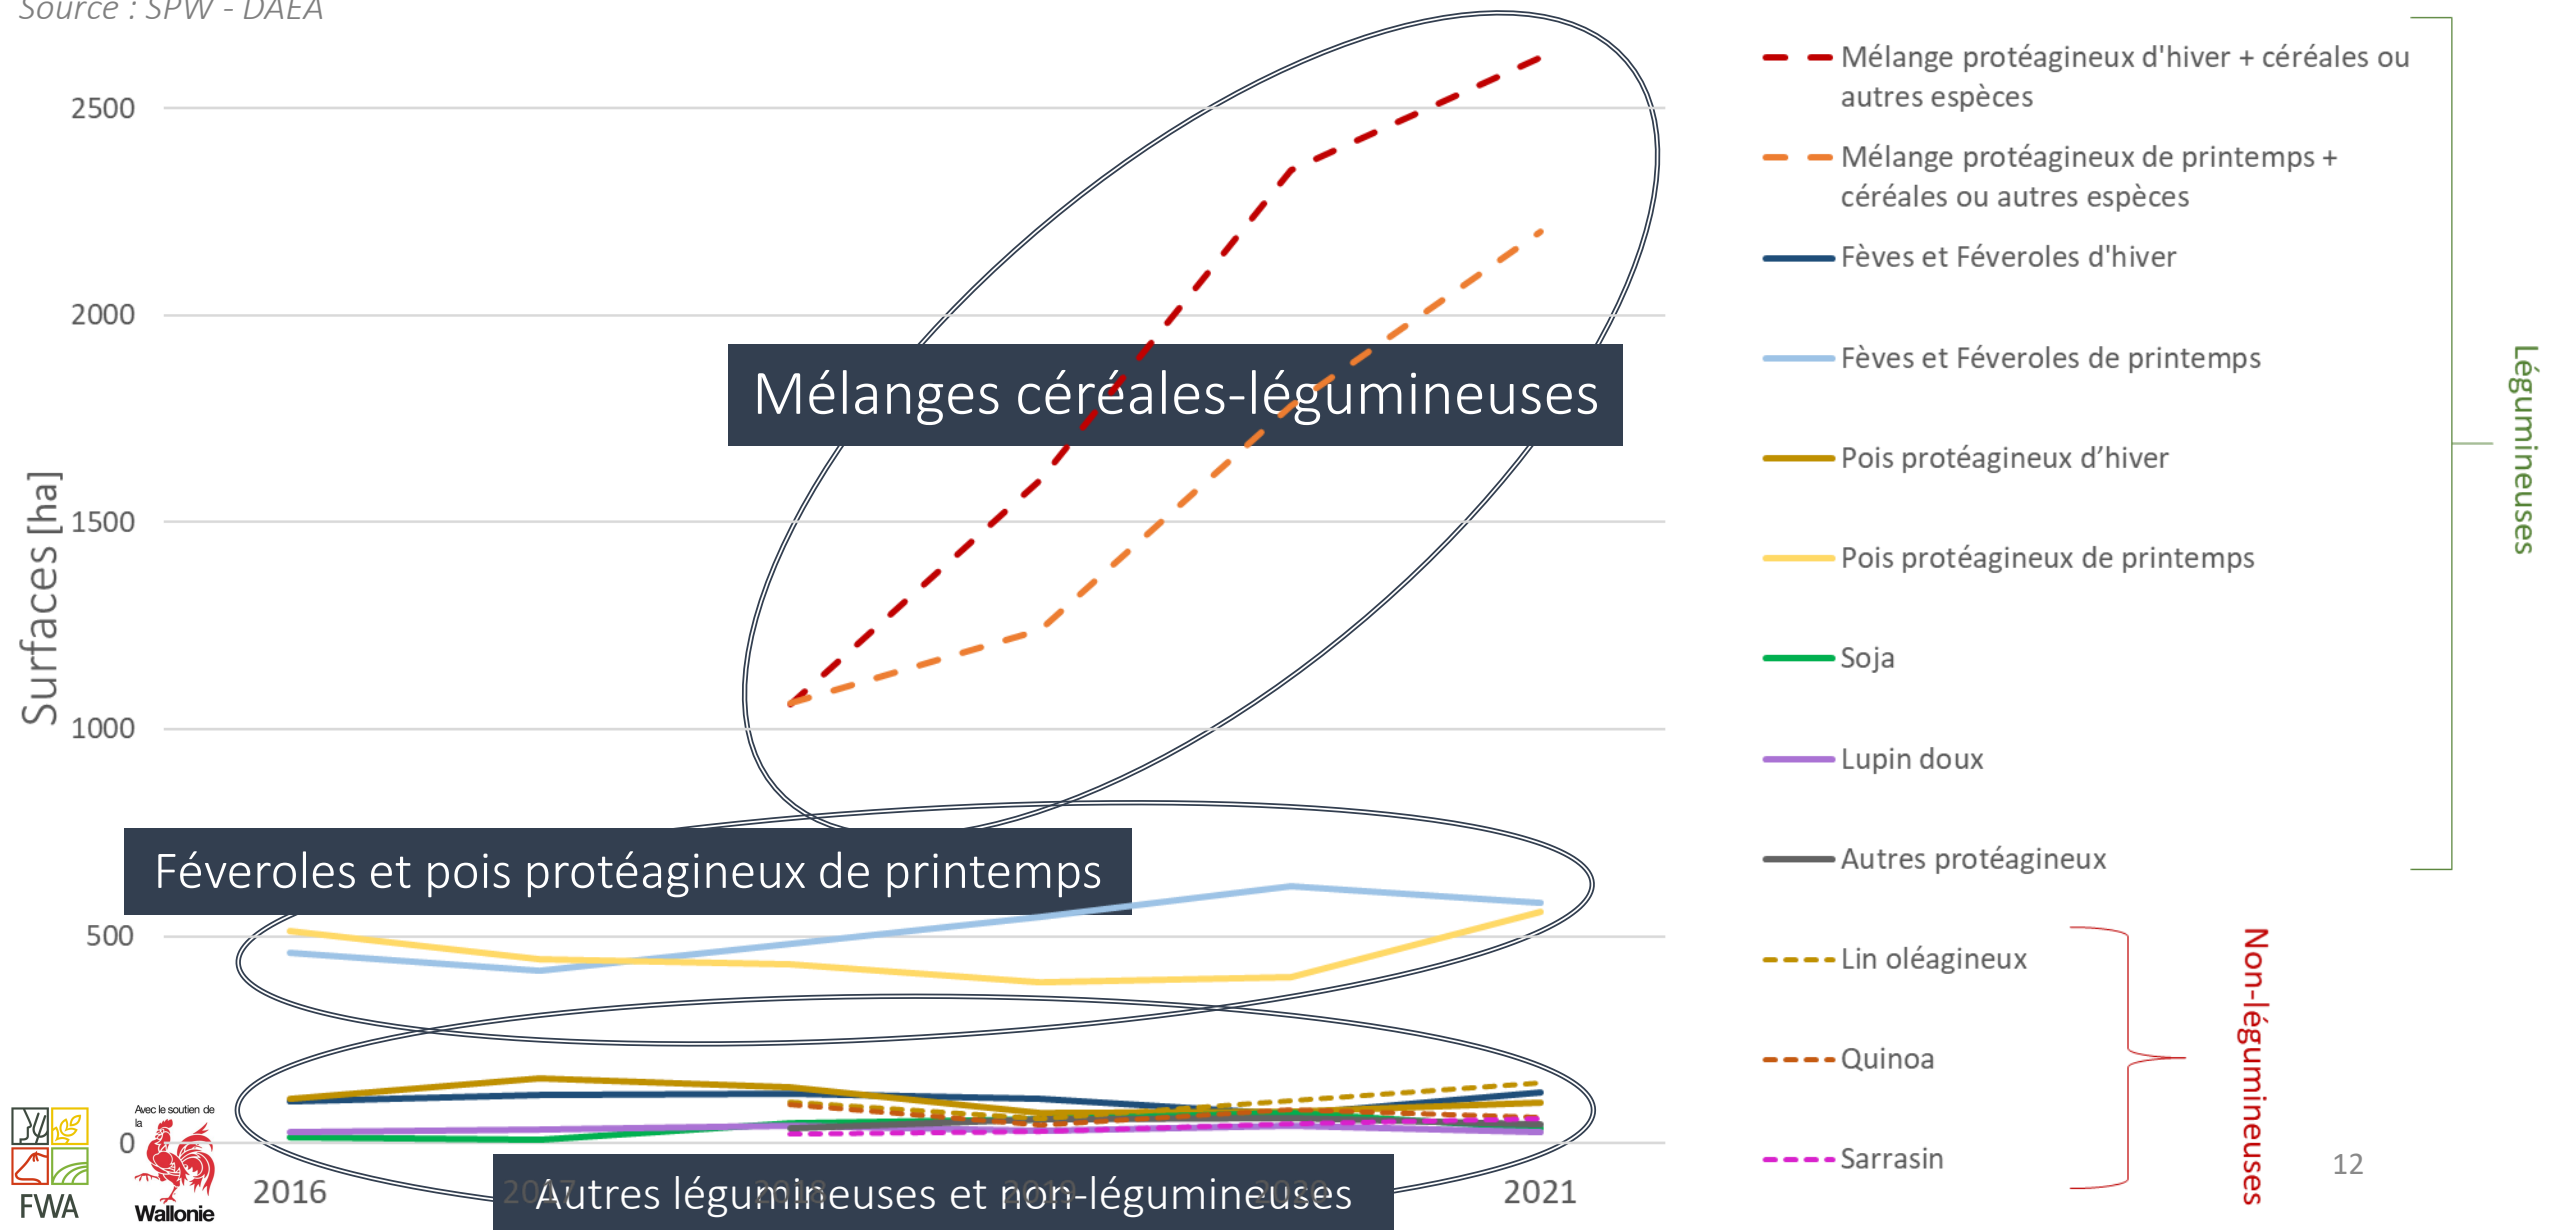 Source : SPW - DAEA
2500
2000
1500
1000
500
0
Surfaces [ha]
Mélanges céréales-légumineuses
Féveroles et pois protéagineux de printemps
Autres légumineuses et non-légumineuses
2016
2017
2018
2019
2020
2021
Mélange protéagineux d'hiver + céréales ou
autres espèces
Mélange protéagineux de printemps +
céréales ou autres espèces
Fèves et Féveroles d'hiver
Fèves et Féveroles de printemps
Pois protéagineux d’hiver
Pois protéagineux de printemps
Soja
Lupin doux
Autres protéagineux
Lin oléagineux
Quinoa
Sarrasin
Légumineuses
Non-légumineuses
FWA
Avec le soutien de
la
Wallonie
12